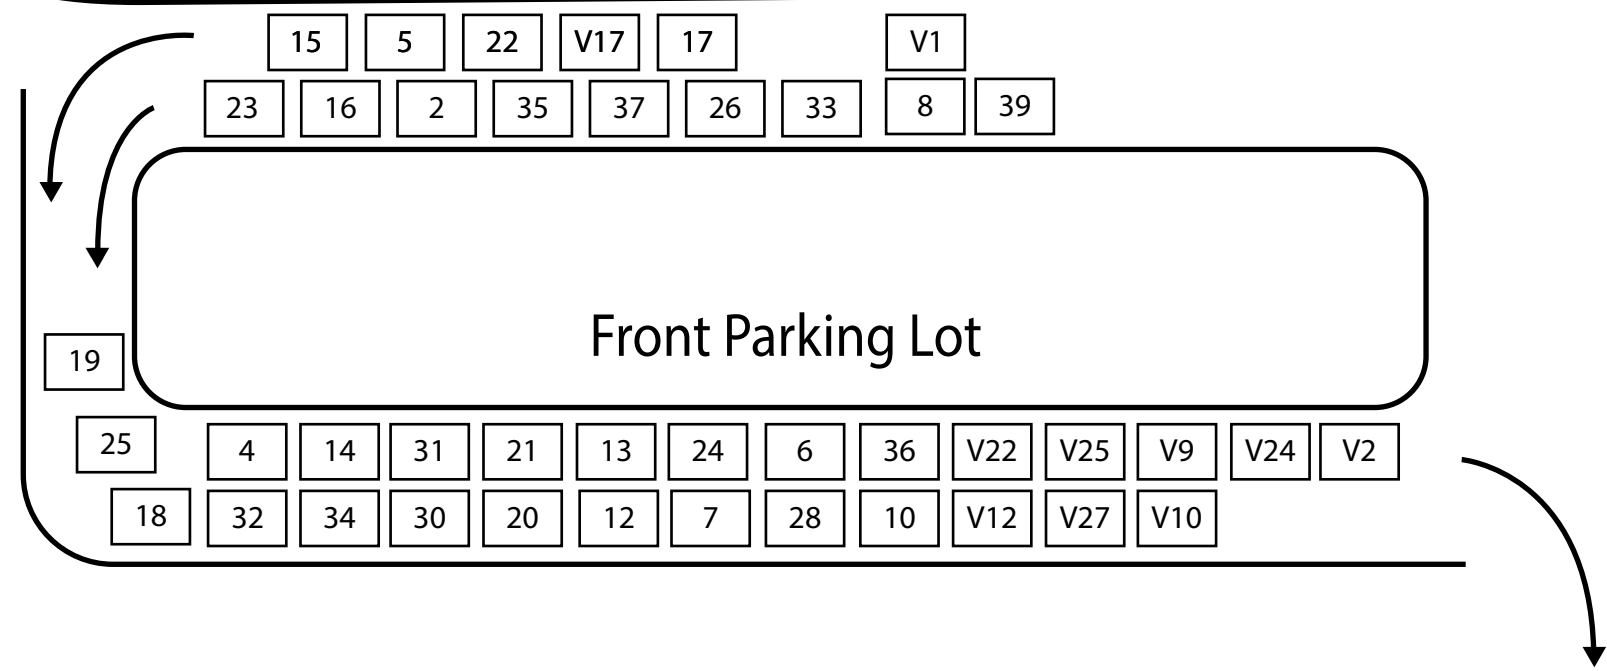 15 5 22 V17 17 V1
23 16 2 35 37 26 33 8 39
Front Parking Lot
19
25
4 14 31 21 13 24 6 36 V22 V25 V9 V24 V2
18 32 34 30 20 12 7 28 10 V12 V27 V10